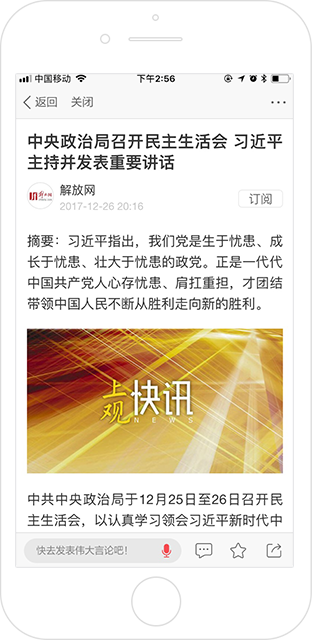 中国移动 下午2:56
返回 关闭
中央政治局召开民主生活会 习近平
主持并发表重要讲话
解放网
2017-12-26 20:16
订阅
摘要：习近平指出，我们党是生于忧患、成
长于忧患、壮大于忧患的政党。正是一代代
中国共产党人心存忧患、肩扛重担，才团结
带领中国人民不断从胜利走向新的胜利。
上观 快讯
NEWS
中共中央政治局于12月25日至26日召开民
主生活会，以认真学习领会习近平新时代中
快去发表伟大言论吧！